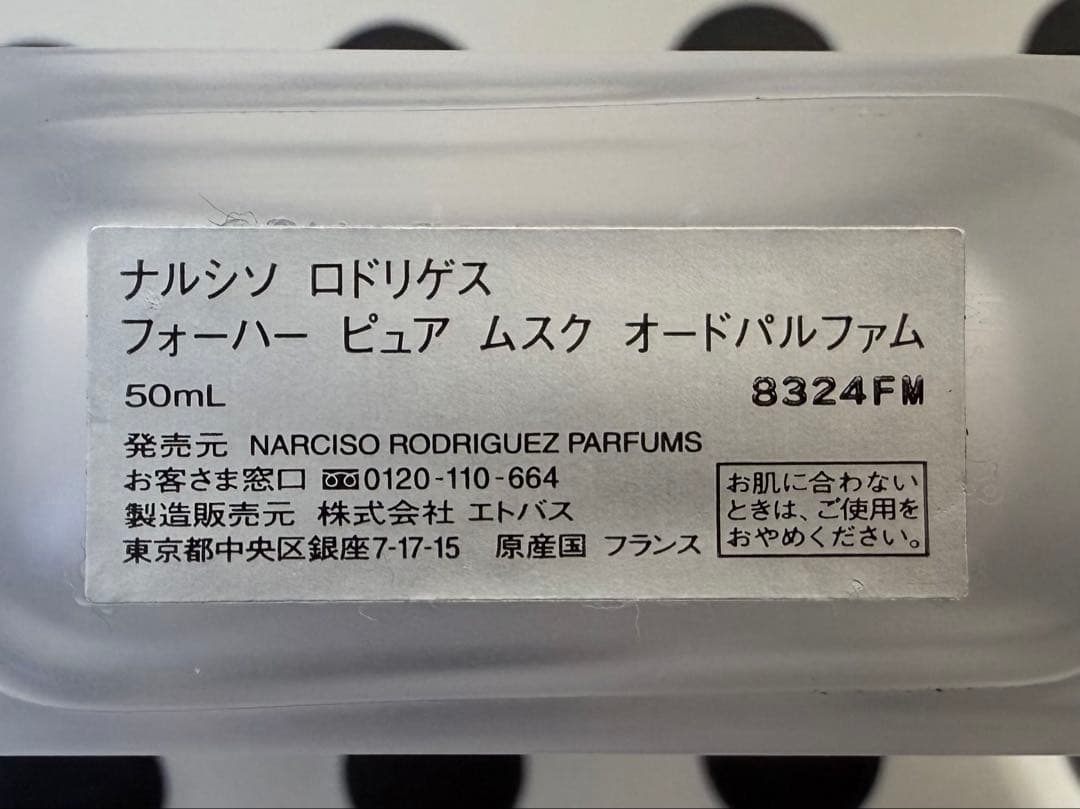 ナルシソ ロドリゲス
フォーハー ピュア ムスク オードパルファム
50mL 8324FM
発売元 NARCISO RODRIGUEZ PARFUMS
お客さま窓口 0120-110-664
製造販売元 株式会社 エトバス
東京都中央区銀座7-17-15 原産国 フランス
お肌に合わない
ときは、ご使用を
おやめください。